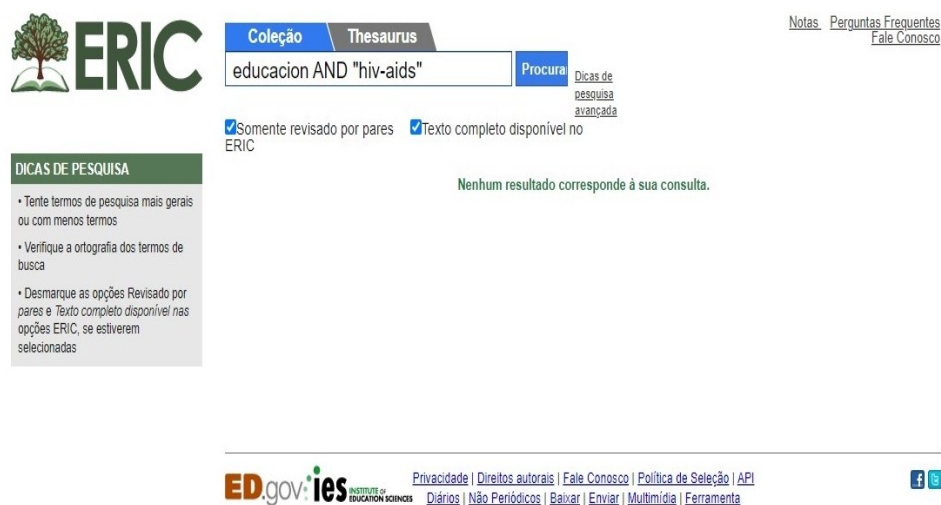 ERIC
Coleção Thesaurus
Notas Perguntas Frequentes
Fale Conosco
educacion AND "hiv-aids"
Procurar
Dicas de
pesquisa
avançada
Somente revisado por pares Texto completo disponível no
ERIC
DICAS DE PESQUISA
• Tente termos de pesquisa mais gerais
ou com menos termos
• Verifique a ortografia dos termos de
busca
• Desmarque as opções Revisado por
pares e Texto completo disponível nas
opções ERIC, se estiverem
selecionadas
Nenhum resultado corresponde à sua consulta.
ED.gov ies INSTITUTE OF
EDUCATION SCIENCES
Privacidade | Direitos autorais | Fale Conosco | Política de Seleção | API
Diários | Não Periódicos | Baixar | Enviar | Multimídia | Ferramenta